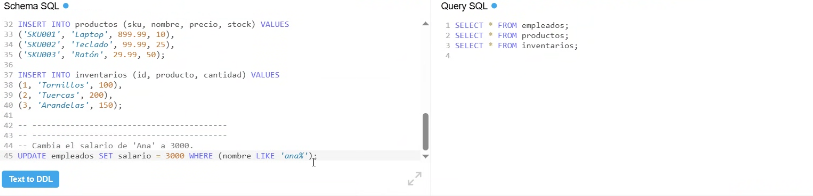 Schema SQL
32 INSERT INTO productos (sku, nombre, precio, stock) VALUES
33 ('SKU001', 'Laptop', 899.99, 10),
34 ('SKU002', 'Teclado', 99.99, 25),
35 ('SKU003', 'Ratón', 29.99, 50);
36
37 INSERT INTO inventarios (id, producto, cantidad) VALUES
38 (1, 'Tornillos', 100),
39 (2, 'Tuercas', 200),
40 (3, 'Arandelas', 150);
41
42 -- ---------------------------------------
43 -- ---------------------------------------
44 -- Cambia el salario de 'Ana' a 3000.
45 UPDATE empleados SET salario = 3000 WHERE (nombre LIKE 'ana%');
Text to DDL
Query SQL
1 SELECT * FROM empleados;
2 SELECT * FROM productos;
3 SELECT * FROM inventarios;
4